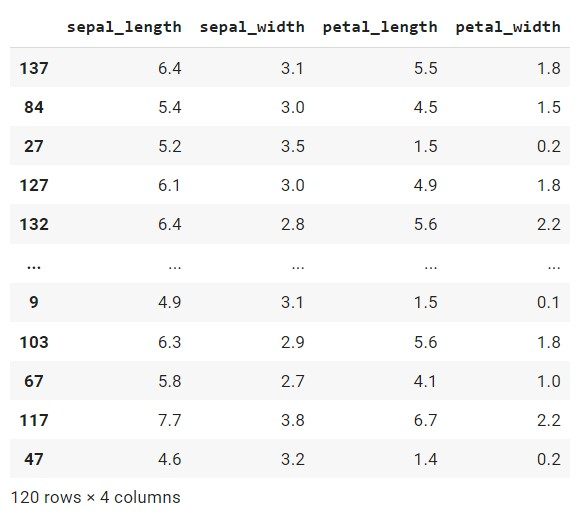 sepal_length sepal_width petal_length petal_width
137 6.4 3.1 5.5 1.8
84 5.4 3.0 4.5 1.5
27 5.2 3.5 1.5 0.2
127 6.1 3.0 4.9 1.8
132 6.4 2.8 5.6 2.2
... ... ... ... ...
9 4.9 3.1 1.5 0.1
103 6.3 2.9 5.6 1.8
67 5.8 2.7 4.1 1.0
117 7.7 3.8 6.7 2.2
47 4.6 3.2 1.4 0.2
120 rows × 4 columns